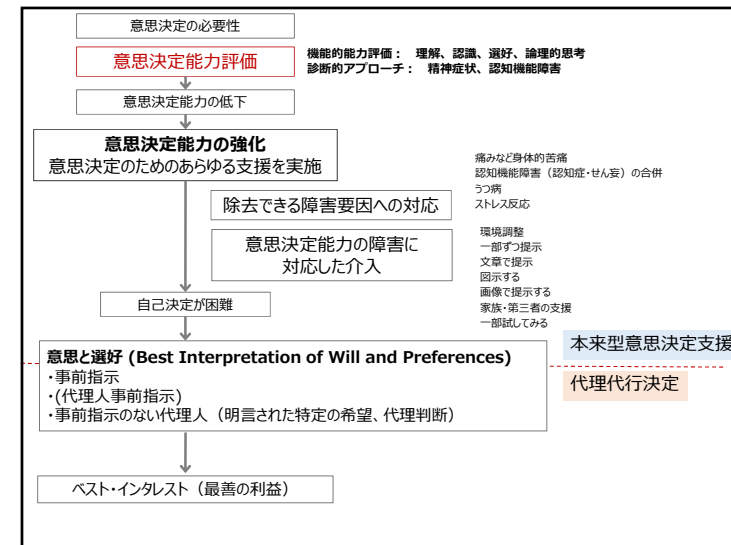 意思決定の必要性
意思決定能力評価
機能的能力評価： 理解、認識、選好、論理的思考
診断的アプローチ： 精神症状、認知機能障害
意思決定能力の低下
意思決定能力の強化
意思決定のためのあらゆる支援を実施
痛みなど身体的苦痛
認知機能障害（認知症・せん妄）の合併
うつ病
ストレス反応
除去できる障害要因への対応
意思決定能力の障害に
対応した介入
環境調整
一部ずつ提示
文章で提示
図示する
画像で提示する
家族・第三者の支援
一部試してみる
自己決定が困難
意思と選好 (Best Interpretation of Will and Preferences)
・事前指示
・(代理人事前指示)
・事前指示のない代理人（明言された特定の希望、代理判断）
本来型意思決定支援
代理代行決定
ベスト・インタレスト（最善の利益）